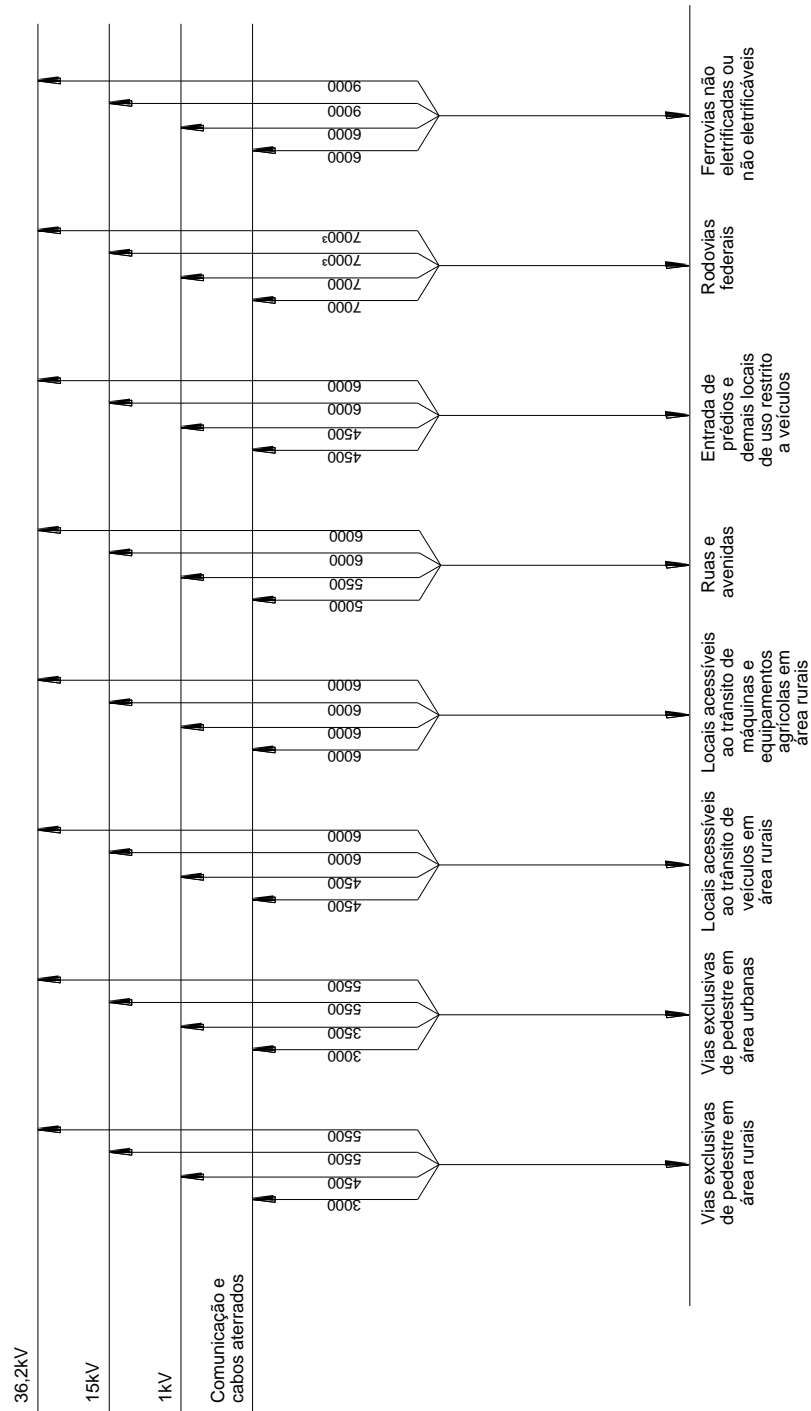 36,2kV
15kV
1kV
Comunicação e
cabos aterrados
3000
4500
5500
5500
3000
3500
5500
5500
4500
4500
6000
6000
6000
6000
6000
6000
5000
5500
6000
6000
4500
4500
6000
6000
7000
7000
7000³
7000³
6000
6000
9000
9000
Vias exclusivas
de pedestre em
área rurais
Vias exclusivas
de pedestre em
área urbanas
Locais acessíveis
ao trânsito de
veículos em
área rurais
Locais acessíveis
ao trânsito de
máquinas e
equipamentos
agrícolas em
área rurais
Ruas e
avenidas
Entrada de
prédios e
demais locais
de uso restrito
a veículos
Rodovias
federais
Ferrovias não
eletrificadas ou
não eletrificáveis